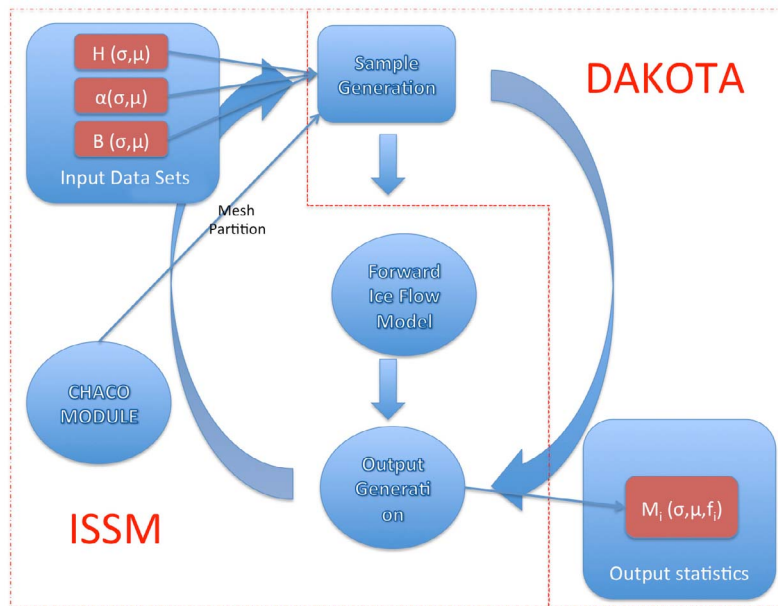 H (σ,μ)
α(σ,μ)
B (σ,μ)
Input Data Sets
Sample
Generation
DAKOTA
Mesh
Partition
Forward
Ice Flow
Model
CHACO
MODULE
Output
Generati
on
ISSM
Mᵢ (σ,μ,fᵢ)
Output statistics